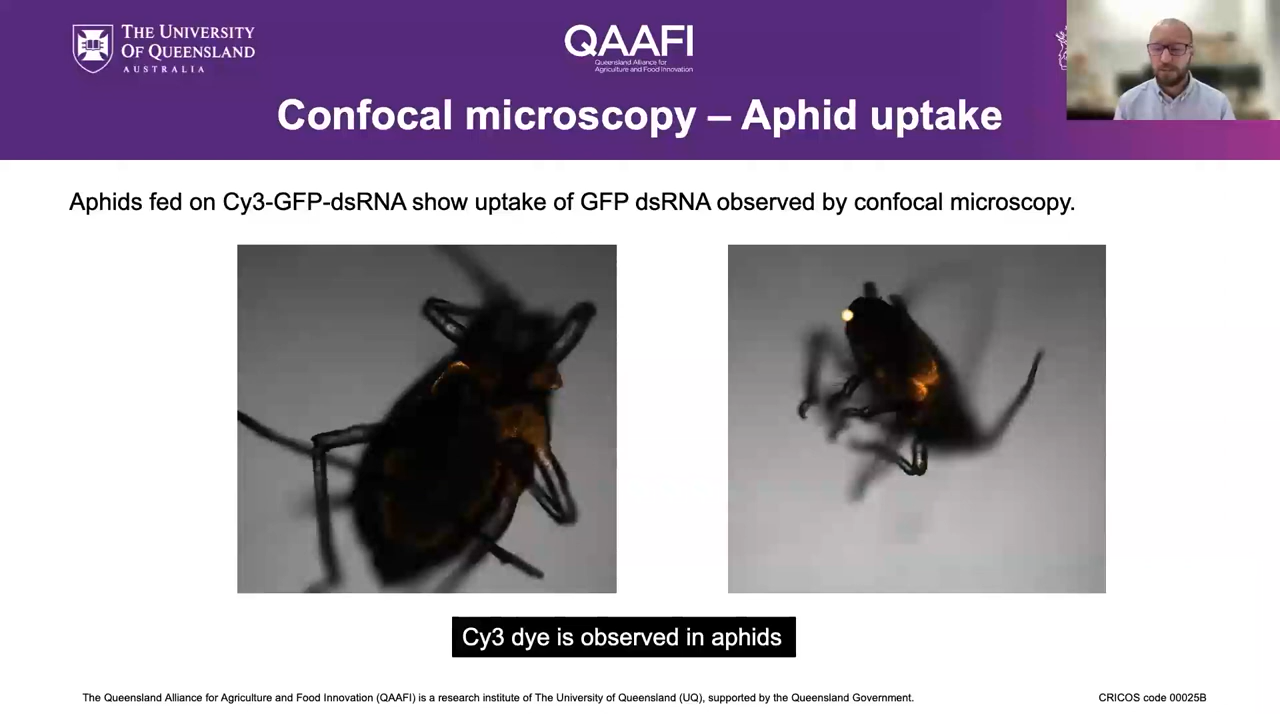 THE UNIVERSITY
OF QUEENSLAND
AUSTRALIA
QAAFI
Queensland Alliance for
Agriculture and Food Innovation
Confocal microscopy – Aphid uptake
Aphids fed on Cy3-GFP-dsRNA show uptake of GFP dsRNA observed by confocal microscopy.
Cy3 dye is observed in aphids
The Queensland Alliance for Agriculture and Food Innovation (QAAFI) is a research institute of The University of Queensland (UQ), supported by the Queensland Government.
CRICOS code 00025B